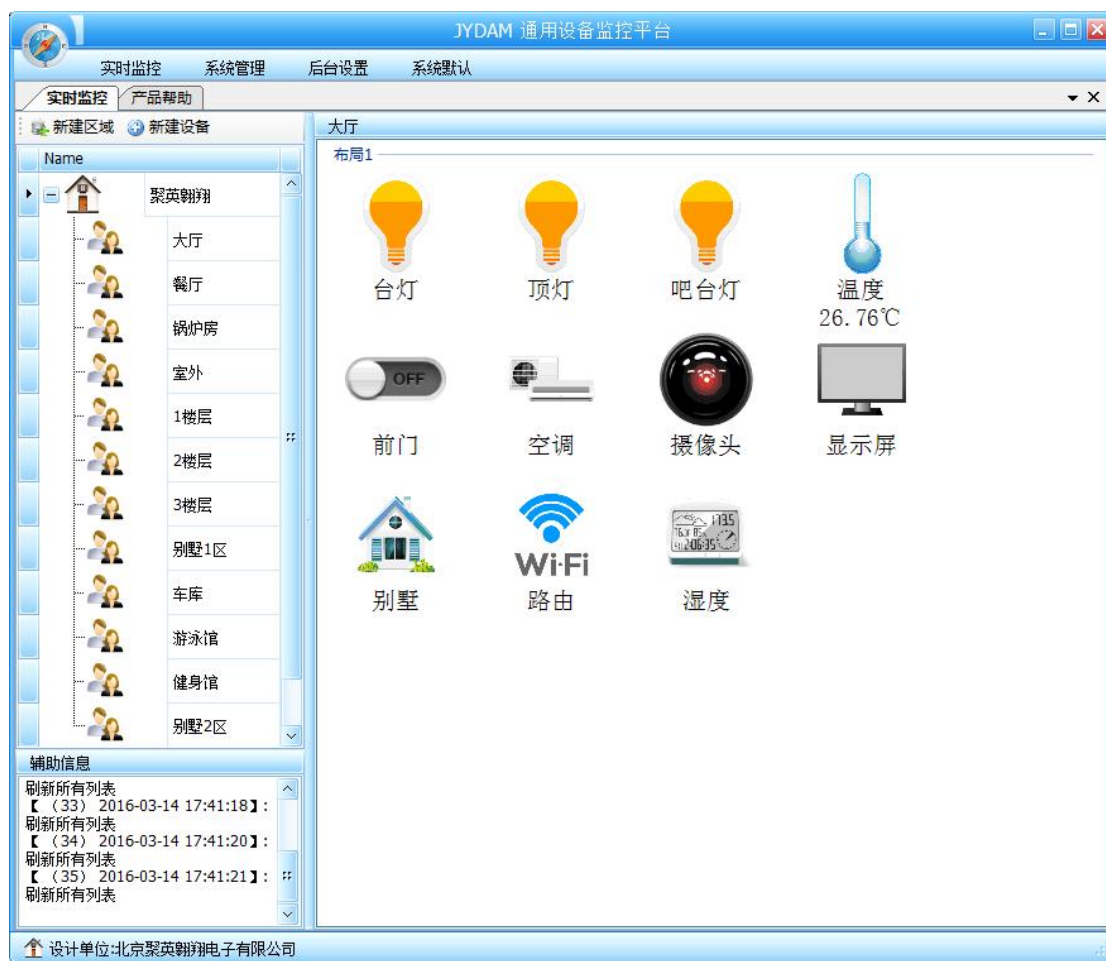 JYDAM 通用设备监控平台
实时监控 系统管理 后台设置 系统默认
实时监控 产品帮助
新建区域 新建设备
大厅
Name
布局1
聚英翱翔
大厅
餐厅
锅炉房
室外
1楼层
2楼层
3楼层
别墅1区
车库
游泳馆
健身馆
别墅2区
台灯 顶灯 吧台灯 温度
26.76℃
OFF
前门 空调 摄像头 显示屏
Wi-Fi
别墅 路由 湿度
辅助信息
刷新所有列表
【 （33） 2016-03-14 17:41:18】:
刷新所有列表
【 （34） 2016-03-14 17:41:20】:
刷新所有列表
【 （35） 2016-03-14 17:41:21】:
刷新所有列表
设计单位:北京聚英翱翔电子有限公司